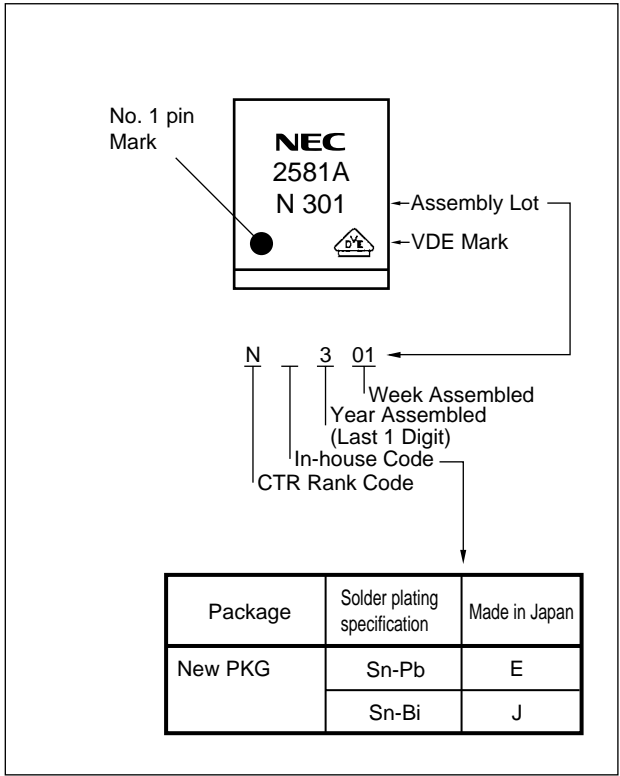 No. 1 pin
Mark
NEC
2581A
N 301
Assembly Lot
VDE
VDE Mark
N 3 01
Week Assembled
Year Assembled
(Last 1 Digit)
In-house Code
CTR Rank Code
Package Solder plating specification Made in Japan
New PKG Sn-Pb E
Sn-Bi J